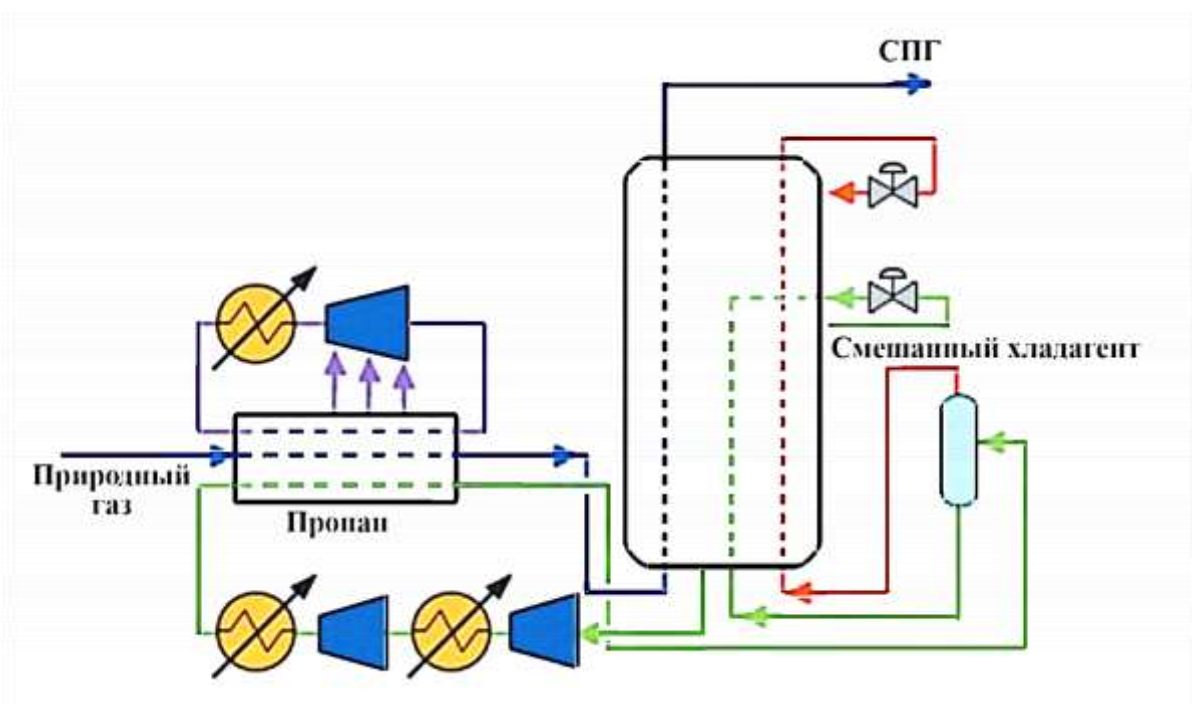 СПГ
Смешанный хладагент
Природный
газ
Пропан